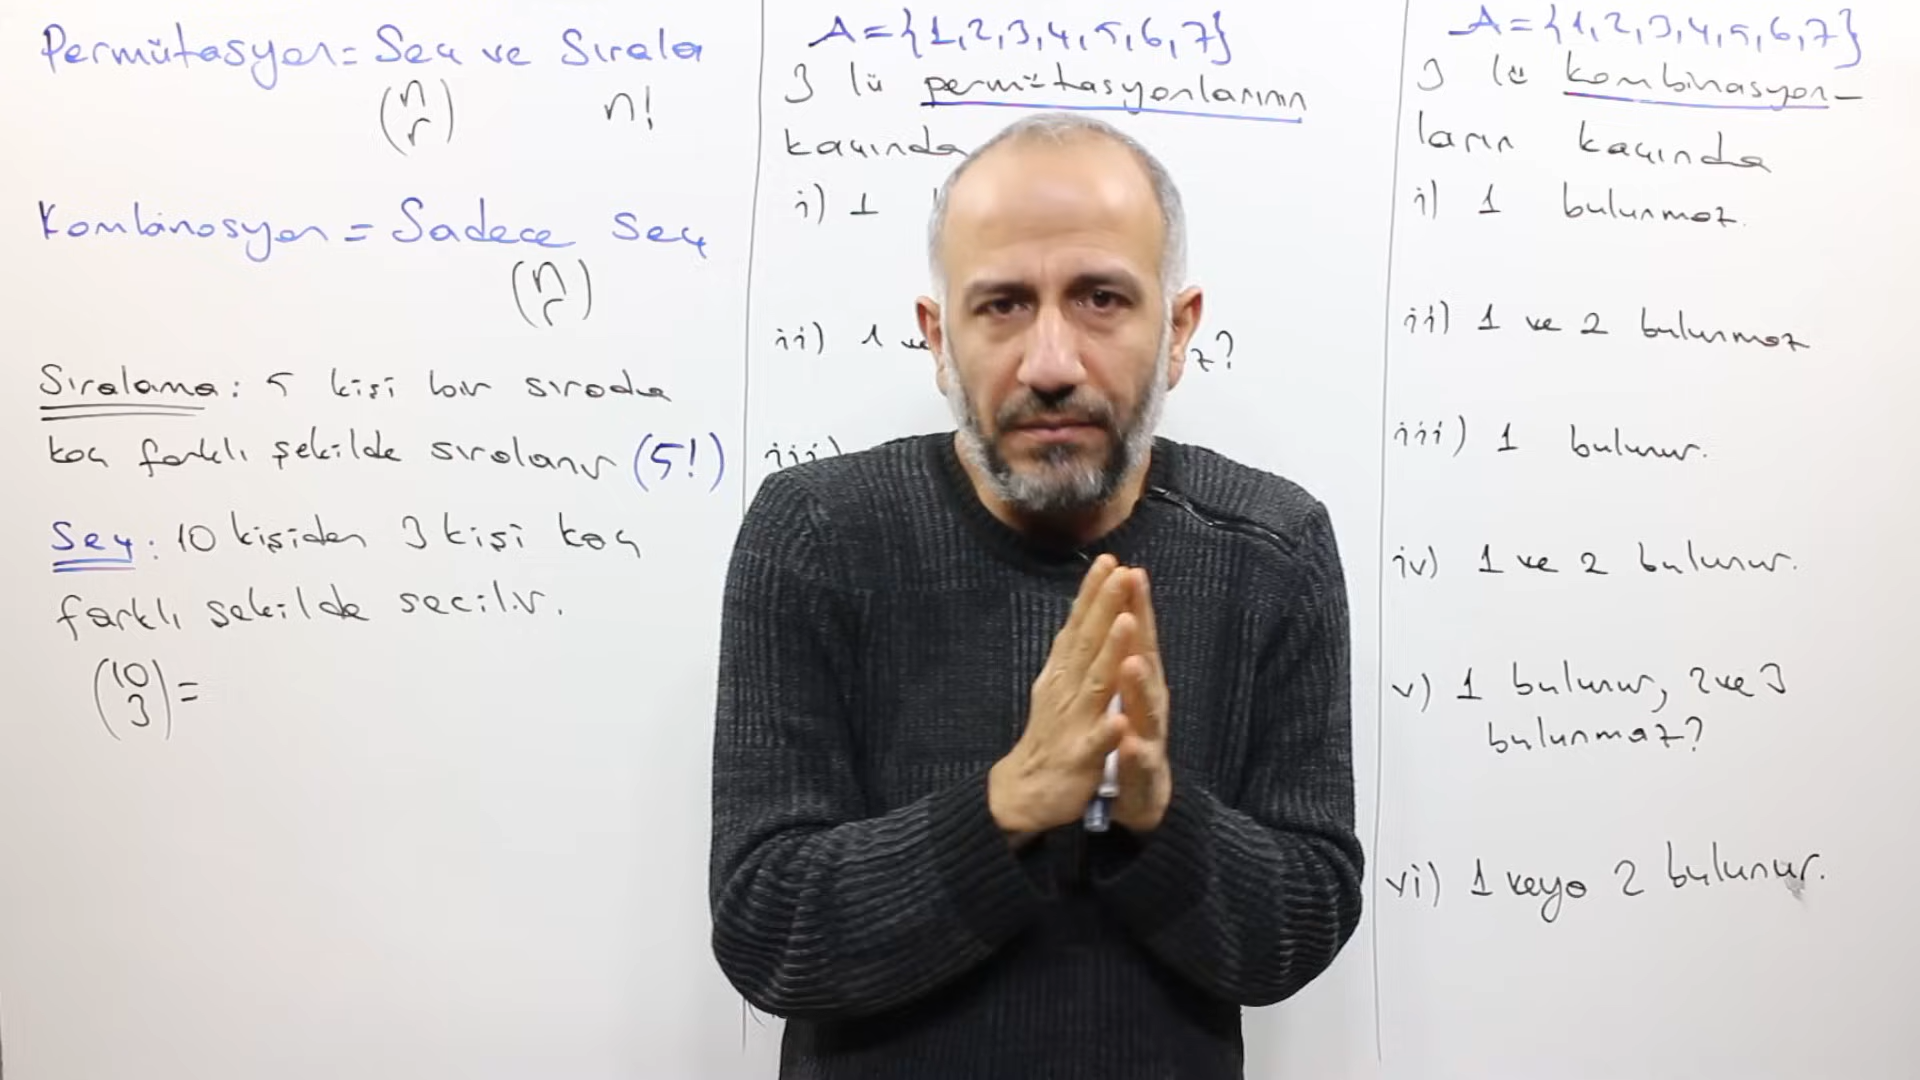 Permütasyon = Seç ve Sırala
(n r) n!
Kombinasyon = Sadece Seç
(n r)
Sıralama: 5 kişi bir sırada
kaç farklı şekilde sıralanır (5!)
Seç: 10 kişiden 3 kişi kaç
farklı şekilde seçilir.
(10 3) =
A={1,2,3,4,5,6,7}
3 lü permütasyonlarının
kaçında
i) 1
ii) 1 ve
z?
iii)
A={1,2,3,4,5,6,7}
3 lü kombinasyon-
ların kaçında
i) 1 bulunmaz.
ii) 1 ve 2 bulunmaz
iii) 1 bulunur.
iv) 1 ve 2 bulunur.
v) 1 bulunur, 2 ve 3
bulunmaz?
vi) 1 veya 2 bulunur.